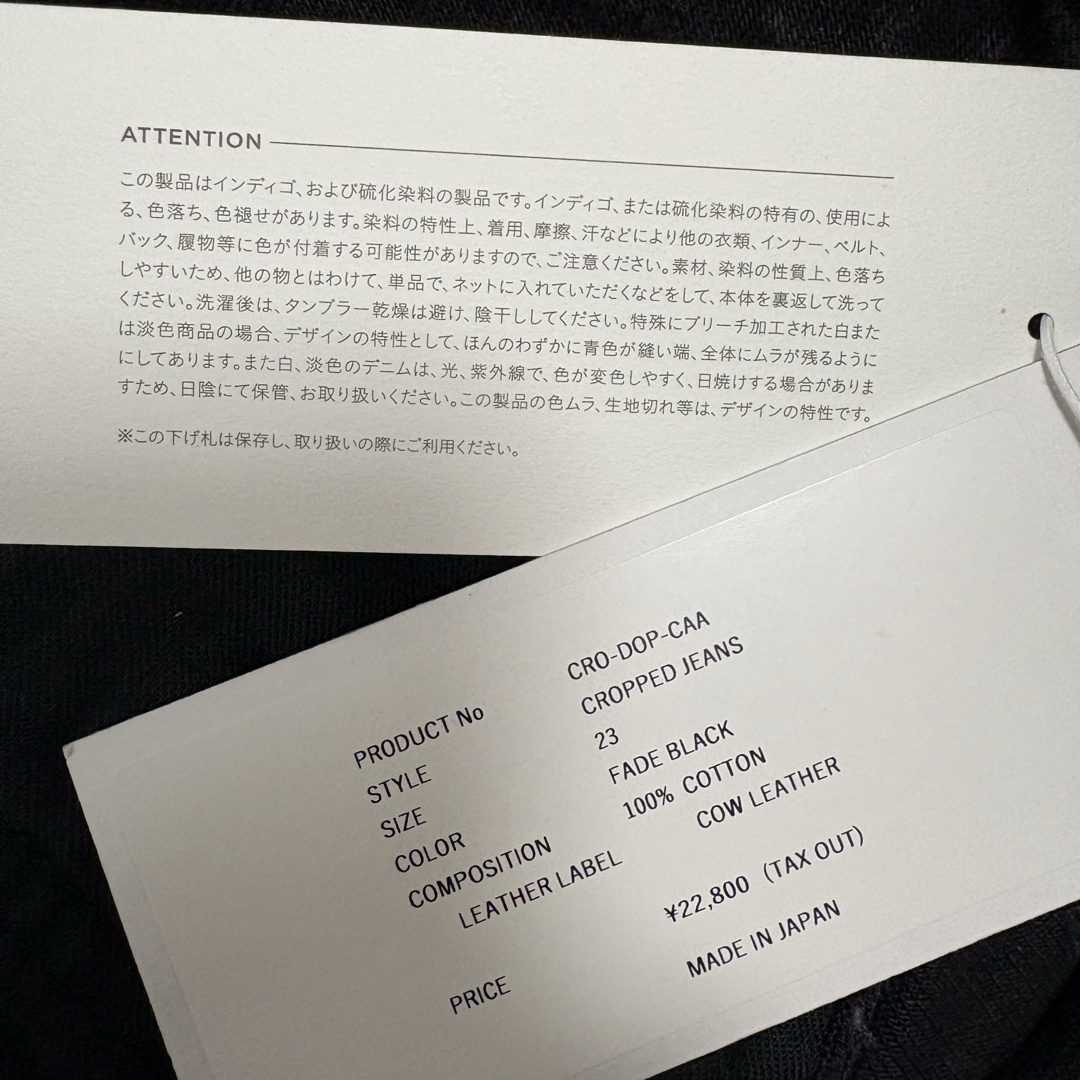 ATTENTION
この製品はインディゴ、および硫化染料の製品です。インディゴ、または硫化染料の特有の、使用によ
る、色落ち、色褪せがあります。染料の特性上、着用、摩擦、汗などにより他の衣類、インナー、ベルト、
バック、履物等に色が付着する可能性がありますので、ご注意ください。素材、染料の性質上、色落ち
しやすいため、他の物とはわけて、単品で、ネットに入れていただくなどをして、本体を裏返して洗って
ください。洗濯後は、タンブラー乾燥は避け、陰干ししてください。特殊にブリーチ加工された白また
は淡色商品の場合、デザインの特性として、ほんのわずかに青色が縫い端、全体にムラが残るように
にしてあります。また白、淡色のデニムは、光、紫外線で、色が変色しやすく、日焼けする場合がありま
すため、日陰にて保管、お取り扱いください。この製品の色ムラ、生地切れ等は、デザインの特性です。
※この下げ札は保存し、取り扱いの際にご利用ください。
PRODUCT No CRO-DOP-CAA
STYLE CROPPED JEANS
SIZE 23
COLOR FADE BLACK
COMPOSITION 100% COTTON
LEATHER LABEL COW LEATHER
PRICE ¥22,800 (TAX OUT)
MADE IN JAPAN